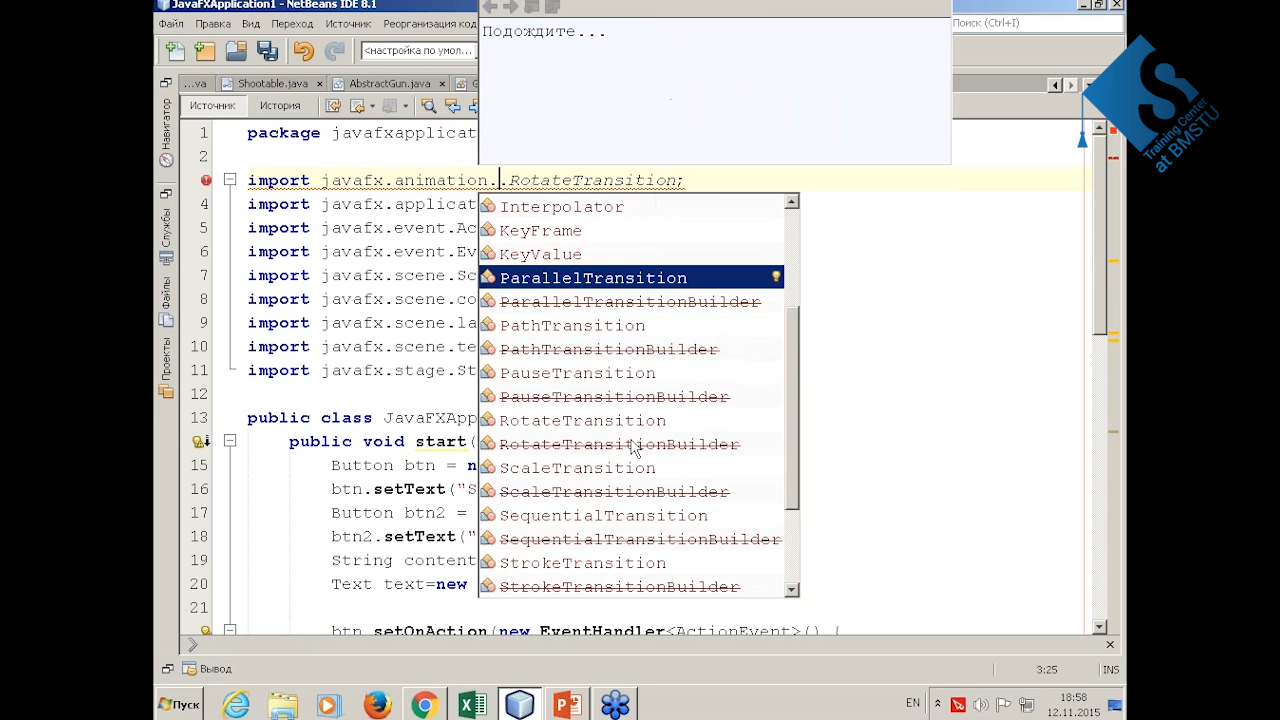 JavaFXApplication1 - NetBeans IDE 8.1
Файл Правка Вид Переход Источник Реорганизация код
Поиск (Ctrl+I)
<настройка по умол...
...va Shootable.java AbstractGun.java
Источник История
Подождите...
Навигатор
Службы
Файлы
Проекты
1 package javafxapplicat
2
3 import javafx.animation..RotateTransition;
4 import javafx.applicat
5 import javafx.event.Ac
6 import javafx.event.Ev
7 import javafx.scene.Sc
8 import javafx.scene.co
9 import javafx.scene.la
10 import javafx.scene.te
11 import javafx.stage.St
12
13 public class JavaFXApp
public void start(
15 Button btn = n
16 btn.setText("S
17 Button btn2 =
18 btn2.setText("
19 String content
20 Text text=new
21
btn.setOnAction(new EventHandler<ActionEvent>() {
Interpolator
KeyFrame
KeyValue
ParallelTransition
ParallelTransitionBuilder
PathTransition
PathTransitionBuilder
PauseTransition
PauseTransitionBuilder
RotateTransition
RotateTransitionBuilder
ScaleTransition
ScaleTransitionBuilder
SequentialTransition
SequentialTransitionBuilder
StrokeTransition
StrokeTransitionBuilder
Вывод
3:25 INS
Пуск
EN
18:58
12.11.2015
Training Center
at BMSTU